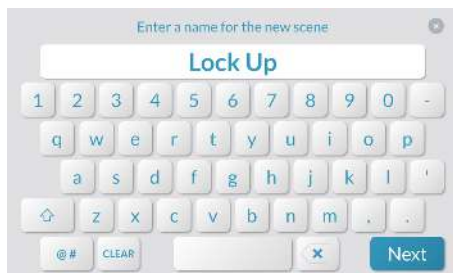 Enter a name for the new scene
Lock Up
1 2 3 4 5 6 7 8 9 0 -
q w e r t y u i o p
a s d f g h j k l '
z x c v b n m , .
@# CLEAR Next